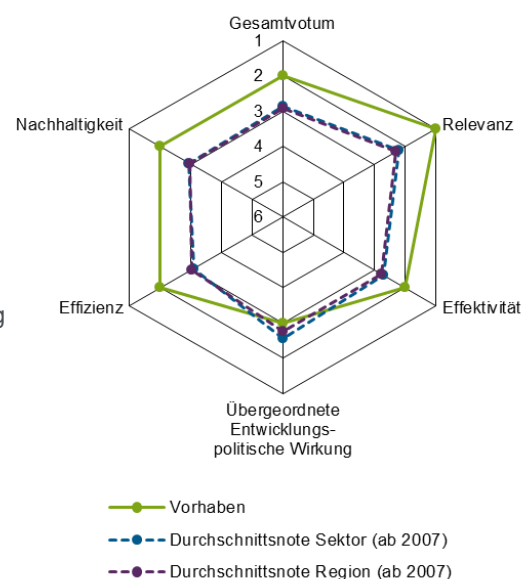 Gesamtvotum
1
2
3
4
5
6
Nachhaltigkeit
Relevanz
Effizienz
Effektivität
g
Übergeordnete
Entwicklungs-
politische Wirkung
Vorhaben
Durchschnittsnote Sektor (ab 2007)
Durchschnittsnote Region (ab 2007)